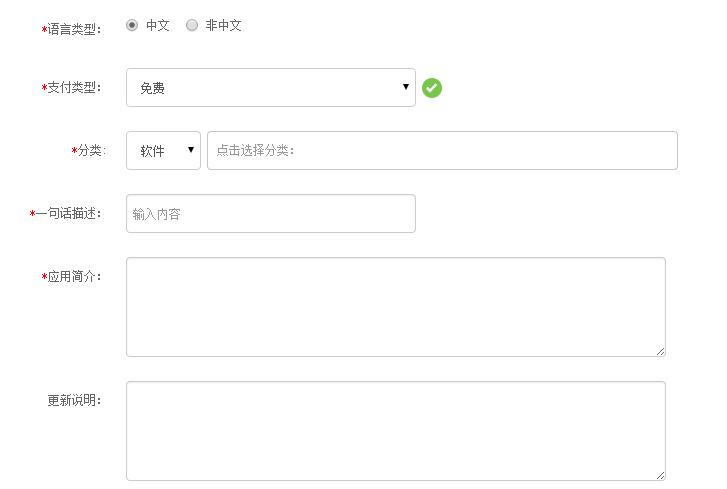 *语言类型： 中文 非中文
*支付类型： 免费
*分类： 软件 点击选择分类：
*一句话描述： 输入内容
*应用简介：
更新说明：